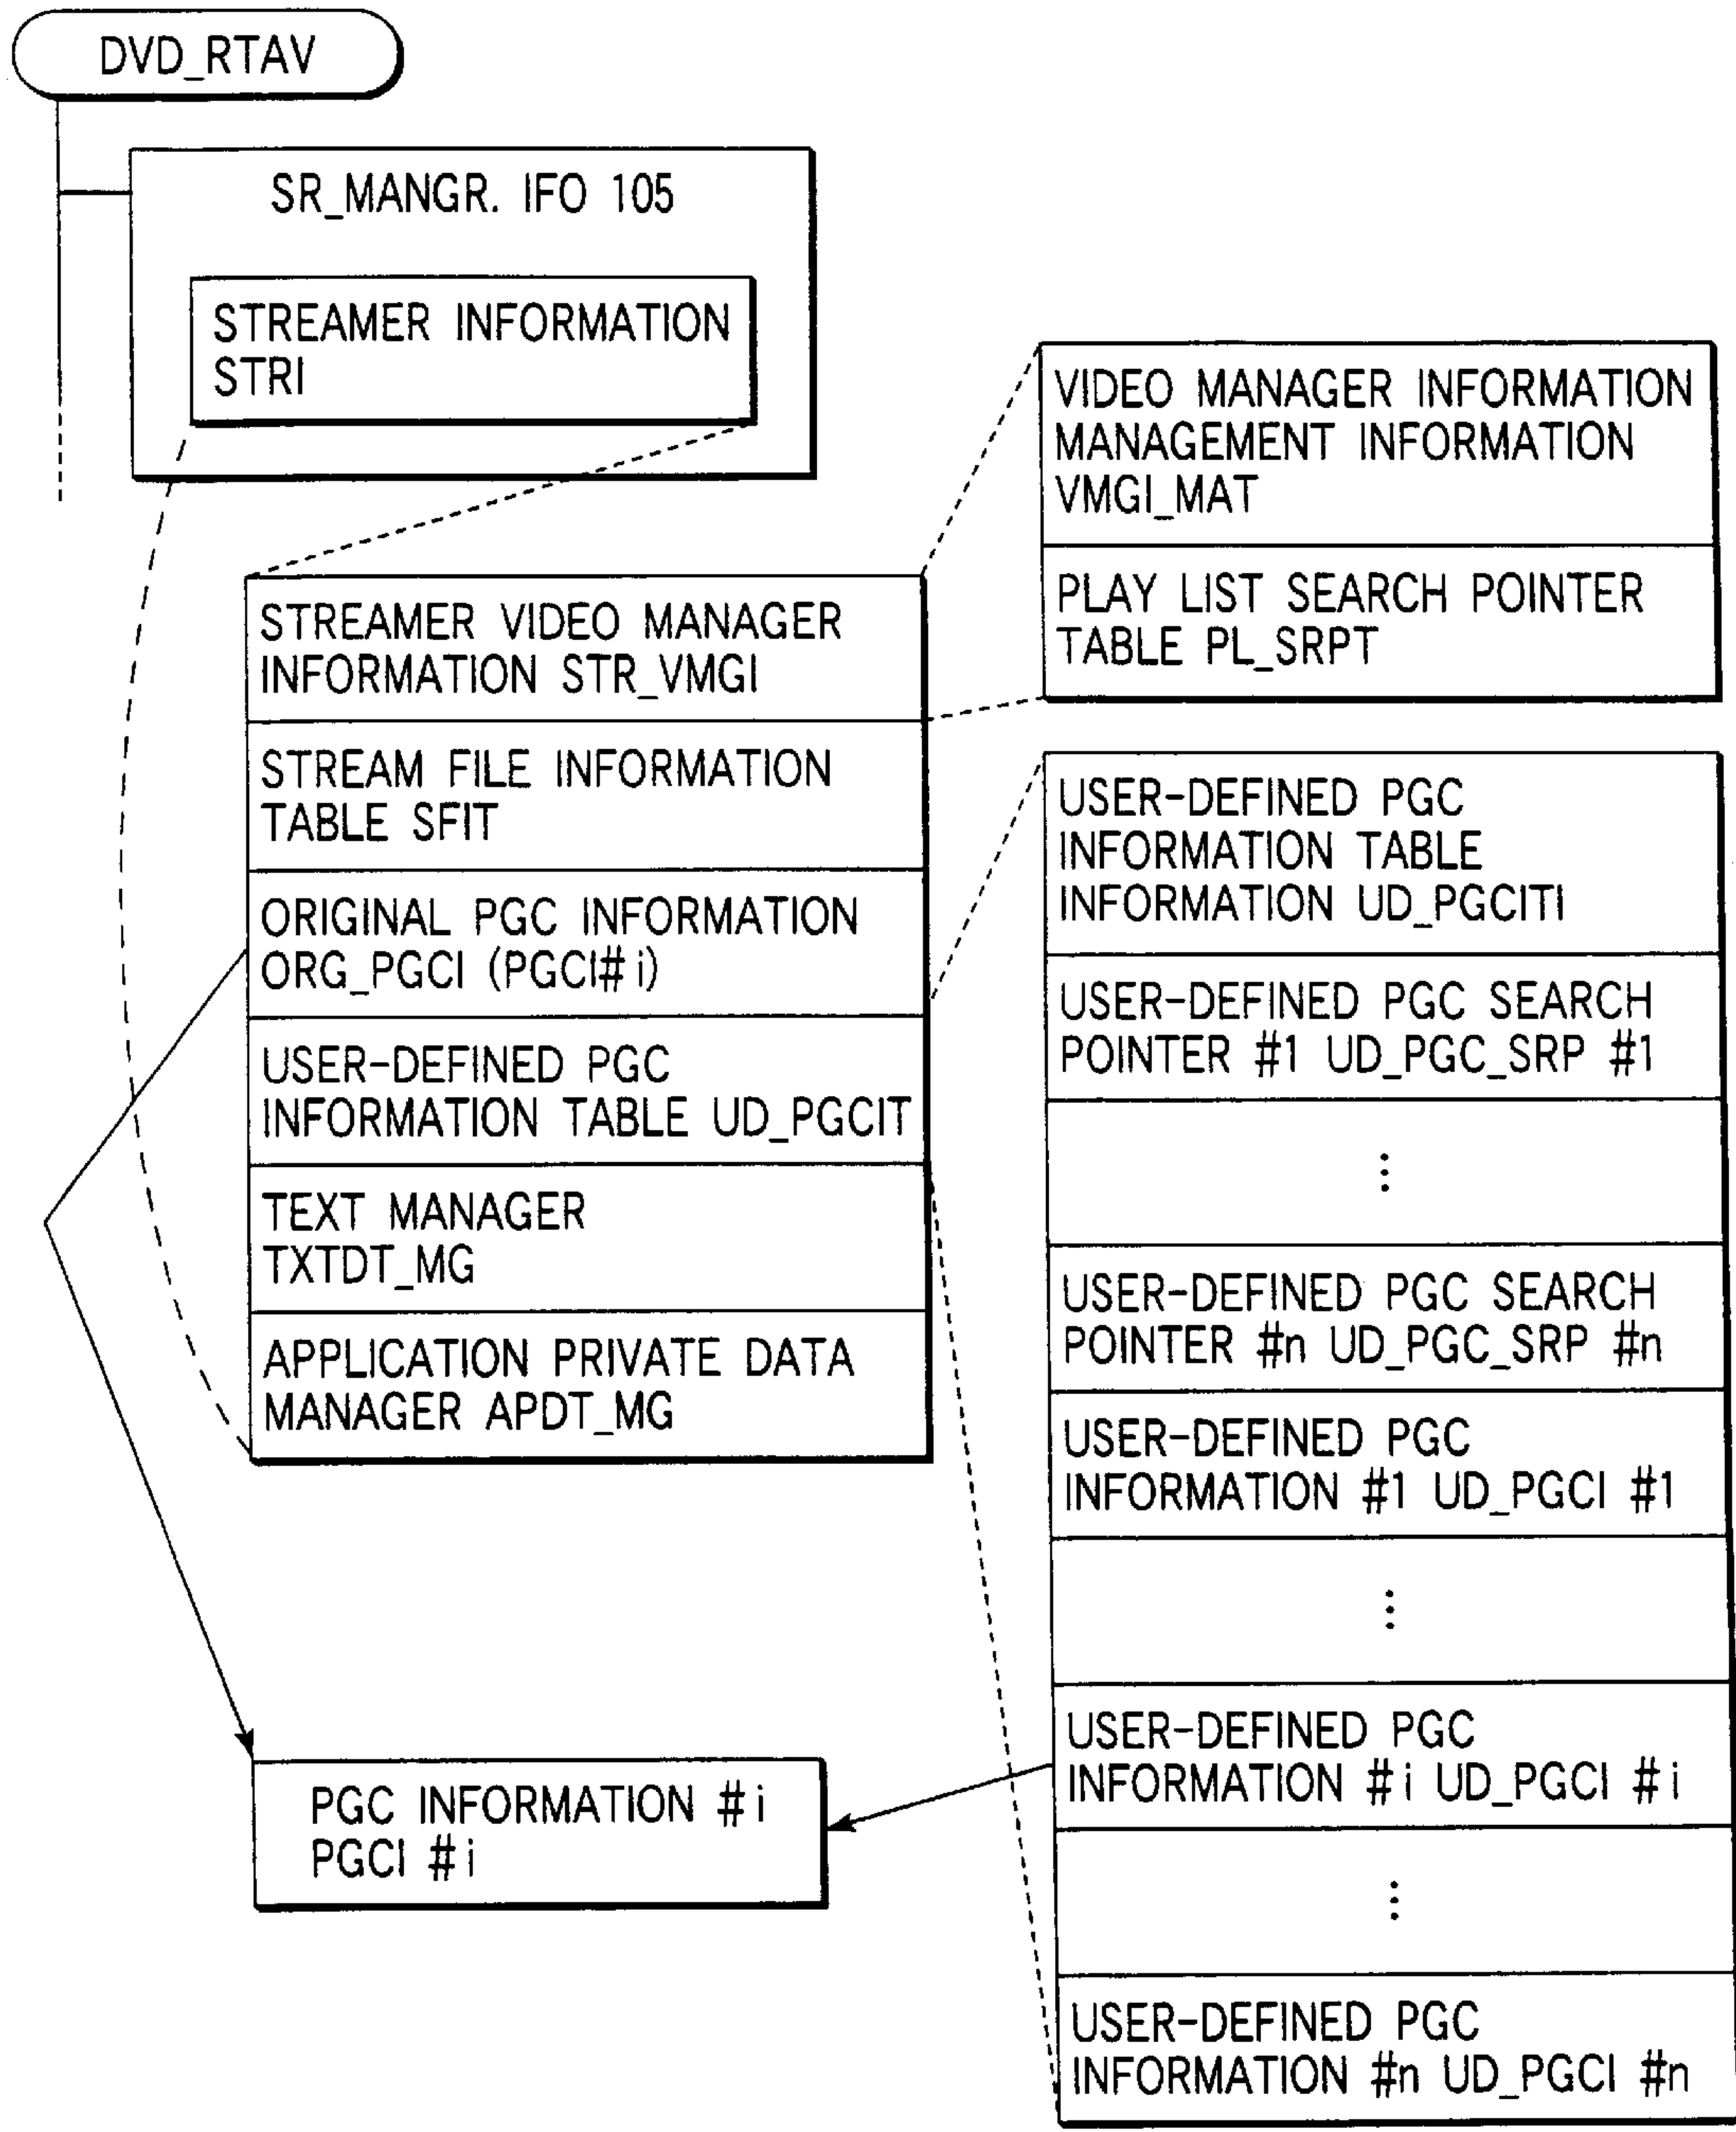 DVD_RTAV
SR_MANGR. IFO 105
STREAMER INFORMATION
STRI
VIDEO MANAGER INFORMATION
MANAGEMENT INFORMATION
VMGI_MAT
PLAY LIST SEARCH POINTER
TABLE PL_SRPT
STREAMER VIDEO MANAGER
INFORMATION STR_VMGI
STREAM FILE INFORMATION
TABLE SFIT
ORIGINAL PGC INFORMATION
ORG_PGCI (PGCI# i)
USER-DEFINED PGC
INFORMATION TABLE UD_PGCIT
TEXT MANAGER
TXTDT_MG
APPLICATION PRIVATE DATA
MANAGER APDT_MG
USER-DEFINED PGC
INFORMATION TABLE
INFORMATION UD_PGCITI
USER-DEFINED PGC SEARCH
POINTER #1 UD_PGC_SRP #1
⋮
USER-DEFINED PGC SEARCH
POINTER #n UD_PGC_SRP #n
USER-DEFINED PGC
INFORMATION #1 UD_PGCI #1
⋮
USER-DEFINED PGC
INFORMATION # i UD_PGCI # i
⋮
USER-DEFINED PGC
INFORMATION #n UD_PGCI #n
PGC INFORMATION # i
PGCI # i